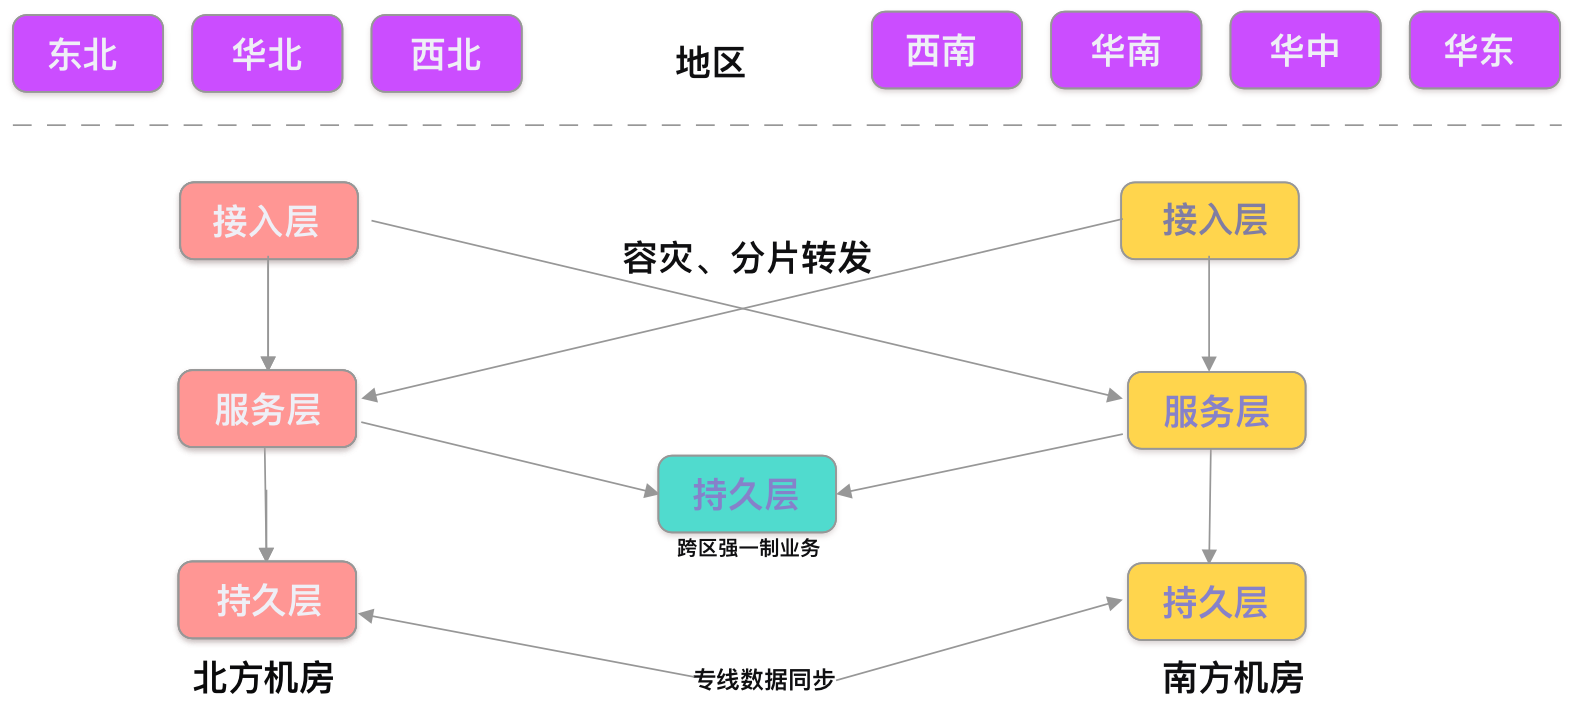 东北
华北
西北
地区
西南
华南
华中
华东
接入层
接入层
容灾、分片转发
服务层
服务层
持久层
跨区强一制业务
持久层
持久层
北方机房
专线数据同步
南方机房